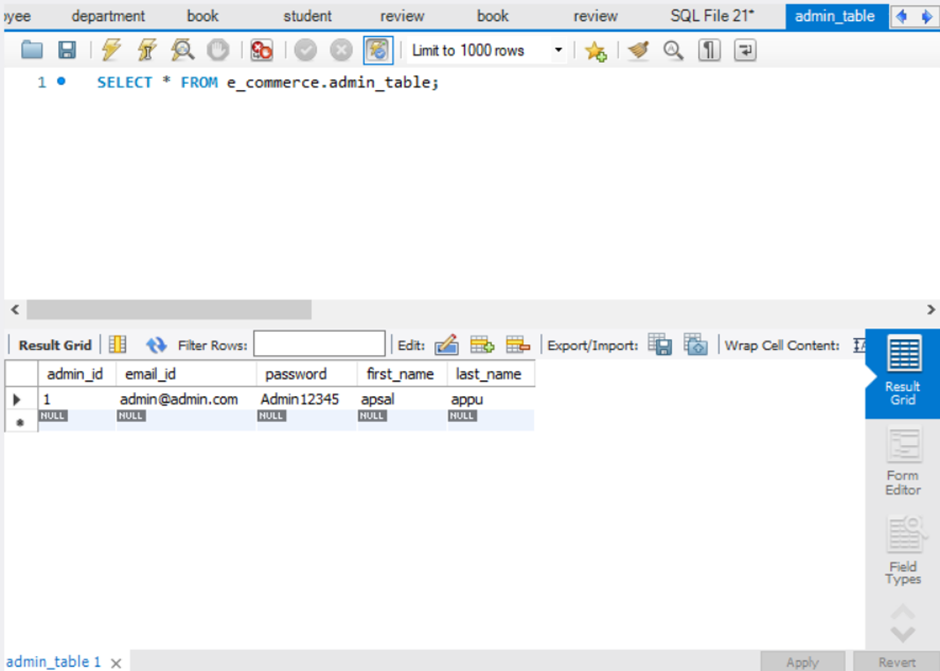 oyee department book student review book review SQL File 21* admin_table
Limit to 1000 rows
1 SELECT * FROM e_commerce.admin_table;
Result Grid Filter Rows: Edit: Export/Import: Wrap Cell Content:
admin_id email_id password first_name last_name
1 admin@admin.com Admin12345 apsal appu
NULL NULL NULL NULL NULL
Result
Grid
Form
Editor
Field
Types
admin_table 1
Apply Revert